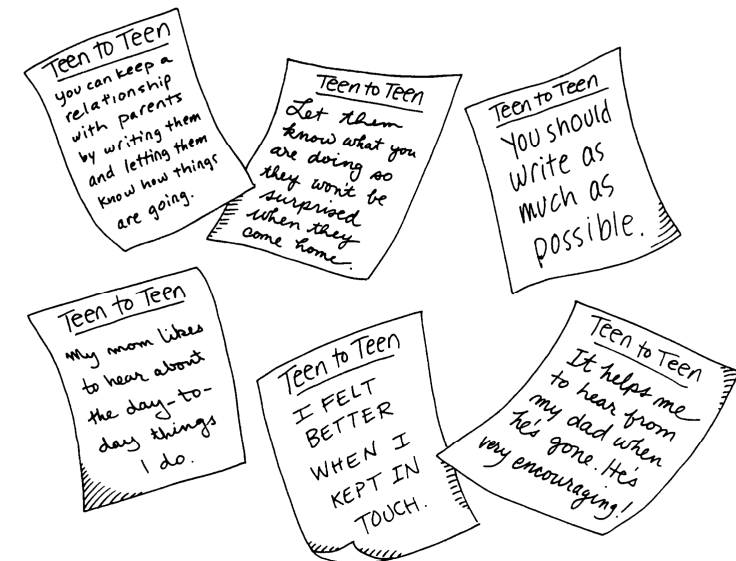 Teen to Teen
you can keep a
relationship
with parents
by writing them
and letting them
know how things
are going.
Teen to Teen
Let them
know what you
are doing so
they won't be
surprised
when they
come home.
Teen to Teen
You should
write as
much as
possible.
Teen to Teen
My mom likes
to hear about
the day-to-
day things
I do.
Teen to Teen
I FELT
BETTER
WHEN I
KEPT IN
TOUCH.
Teen to Teen
It helps me
to hear from
my dad when
he's gone. He's
very encouraging!